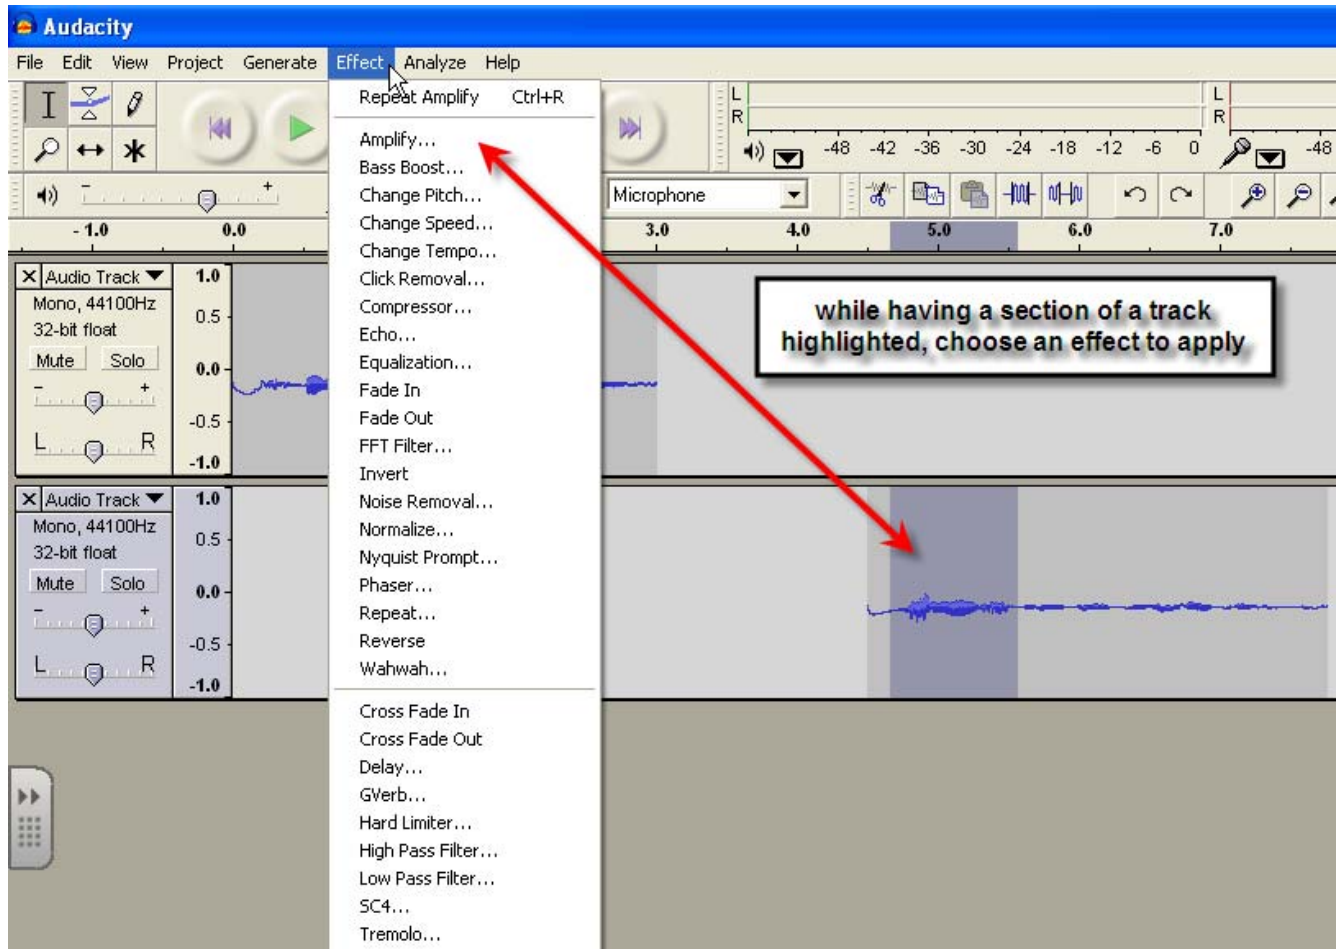 Audacity
File Edit View Project Generate Effect Analyze Help
Repeat Amplify Ctrl+R
Amplify...
Bass Boost...
Change Pitch...
Change Speed...
Change Tempo...
Click Removal...
Compressor...
Echo...
Equalization...
Fade In
Fade Out
FFT Filter...
Invert
Noise Removal...
Normalize...
Nyquist Prompt...
Phaser...
Repeat...
Reverse
Wahwah...
Cross Fade In
Cross Fade Out
Delay...
GVerb...
Hard Limiter...
High Pass Filter...
Low Pass Filter...
SC4...
Tremolo...
L
R
-48 -42 -36 -30 -24 -18 -12 -6 0
L
R
-48
- +
Microphone
- 1.0 0.0 3.0 4.0 5.0 6.0 7.0
X Audio Track
Mono, 44100Hz
32-bit float
Mute Solo
- +
L R
1.0
0.5
0.0
-0.5
-1.0
while having a section of a track
highlighted, choose an effect to apply
X Audio Track
Mono, 44100Hz
32-bit float
Mute Solo
- +
L R
1.0
0.5
0.0
-0.5
-1.0